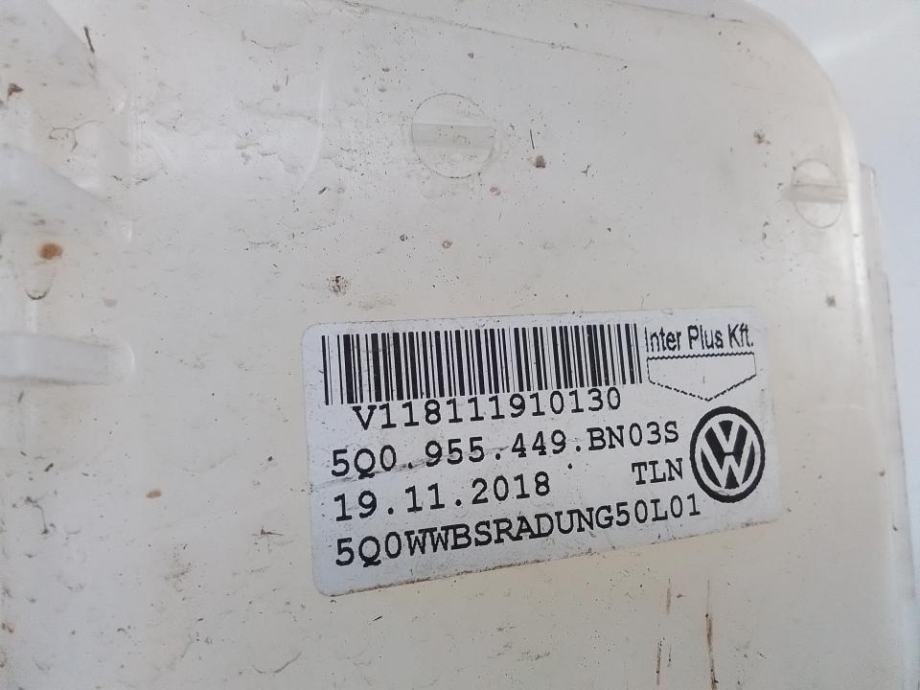 Inter Plus Kft.
V118111910130
5Q0.955.449.BN03S
19.11.2018 TLN
5Q0WWBSRADUNG50L01